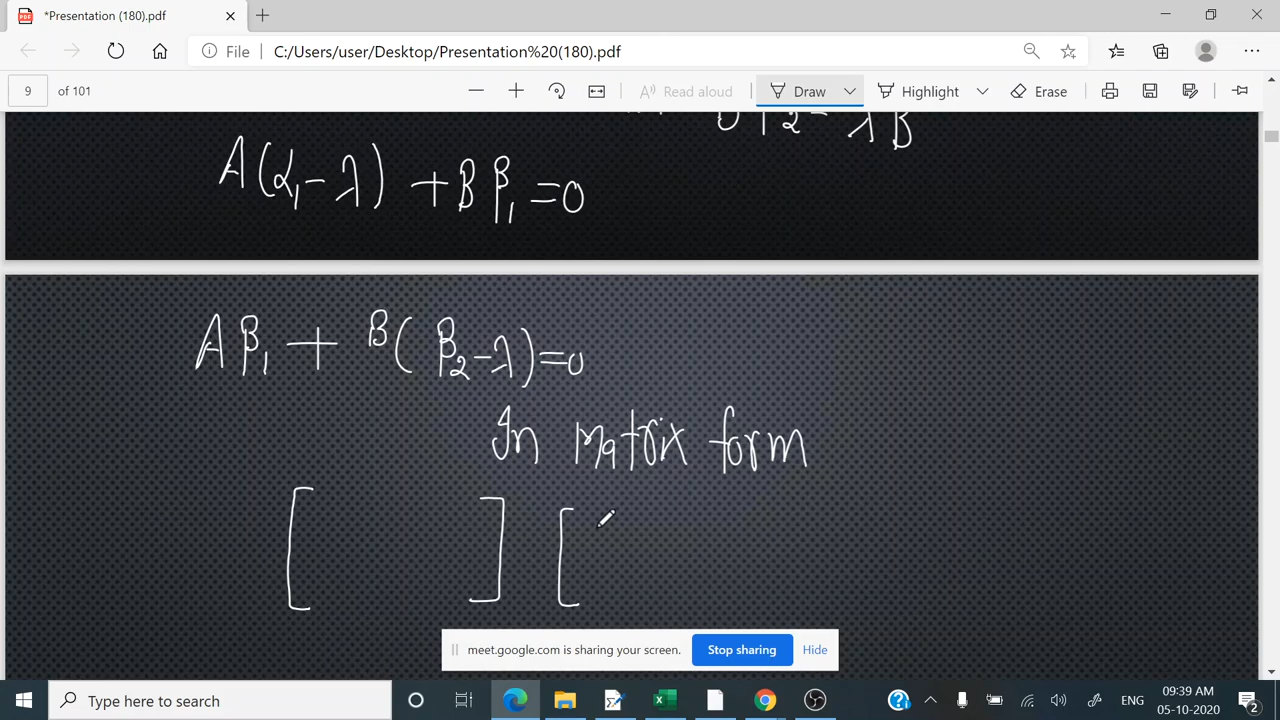 *Presentation (180).pdf
File C:/Users/user/Desktop/Presentation%20(180).pdf
9 of 101 Read aloud Draw Highlight Erase
A(α₁-λ) + Bβ₁ = 0
Aβ₁ + B(β₂-λ) = 0
In Matrix form
[ ] [
meet.google.com is sharing your screen. Stop sharing Hide
Type here to search
ENG
09:39 AM
05-10-2020
2